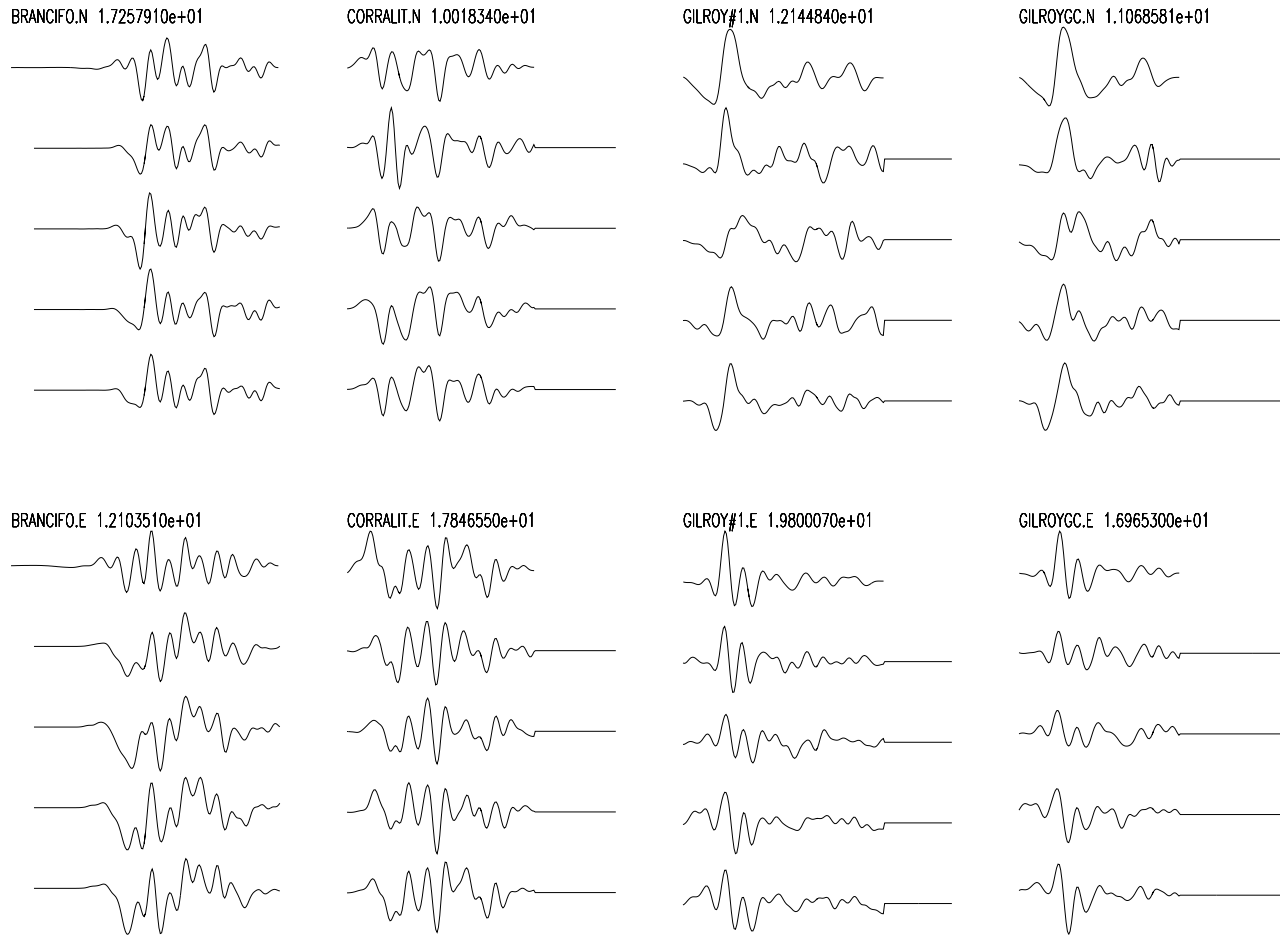 BRANCIFO.N 1.7257910e+01
CORRALIT.N 1.0018340e+01
GILROY#1.N 1.2144840e+01
GILROYGC.N 1.1068581e+01
BRANCIFO.E 1.2103510e+01
CORRALIT.E 1.7846550e+01
GILROY#1.E 1.9800070e+01
GILROYGC.E 1.6965300e+01